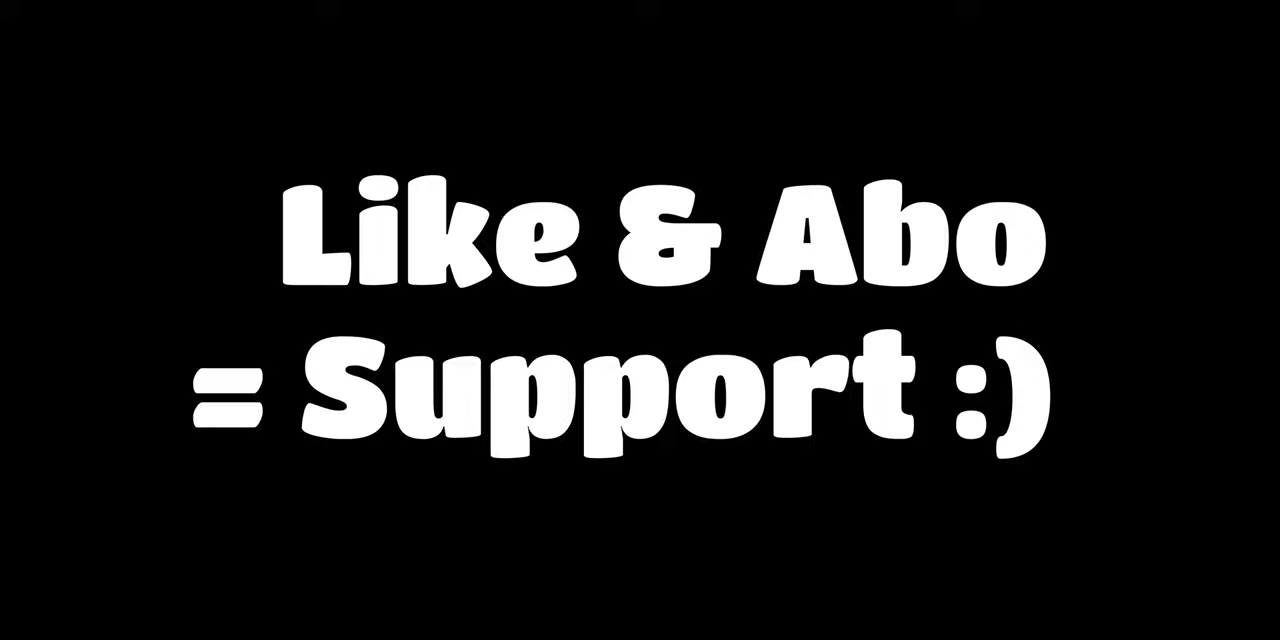 Like & Abo
= Support :)